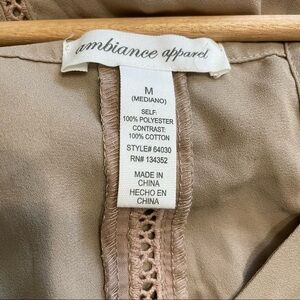 ambiance apparel
M
(MEDIANO)
SELF:
100% POLYESTER
CONTRAST:
100% COTTON
STYLE# 64030
RN# 134352
MADE IN
CHINA
HECHO EN
CHINA